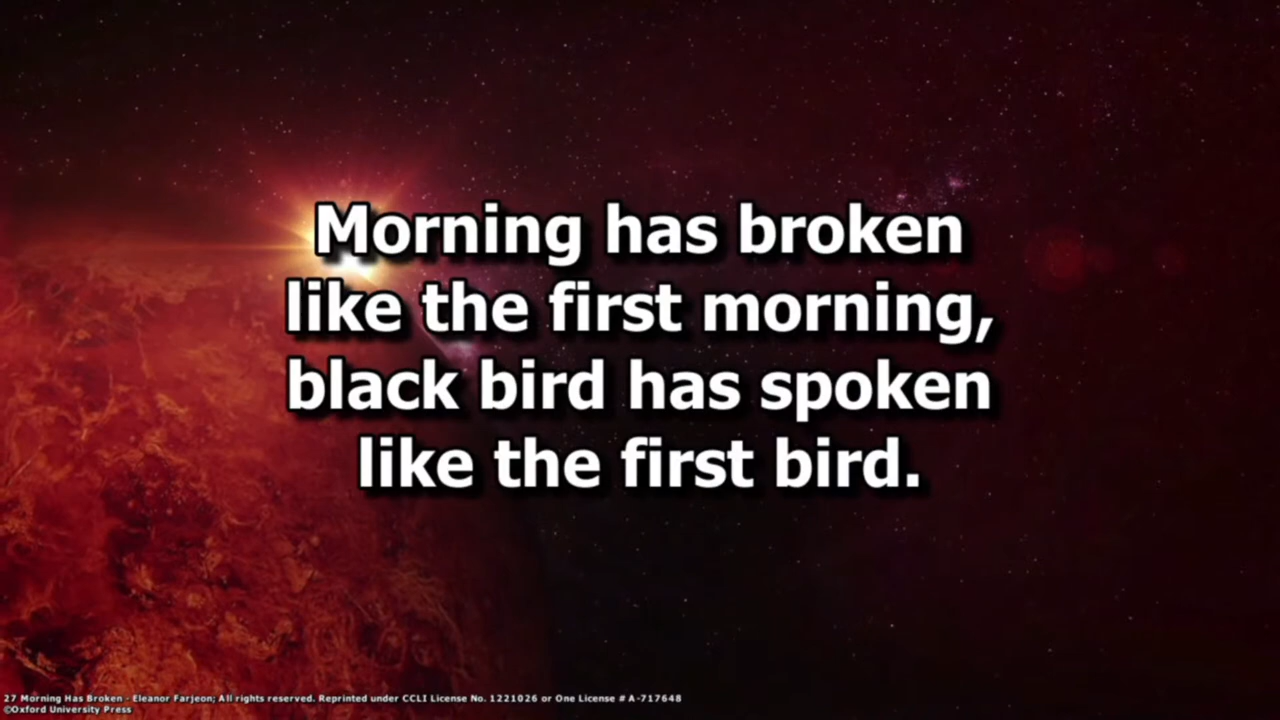 Morning has broken
like the first morning,
black bird has spoken
like the first bird.
27 Morning Has Broken - Eleanor Farjeon; All rights reserved. Reprinted under CCLI License No. 1221026 or One License # A-717648
©Oxford University Press